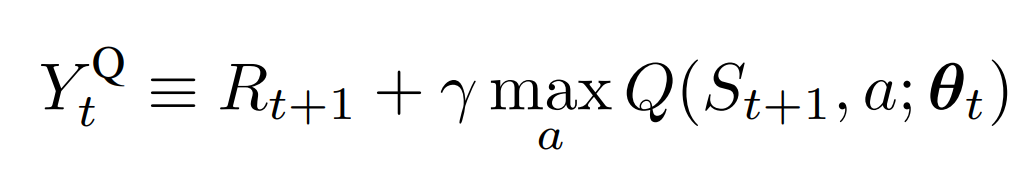 Y_t^Q ≡ R_{t+1} + γ max_a Q(S_{t+1}, a; θ_t)